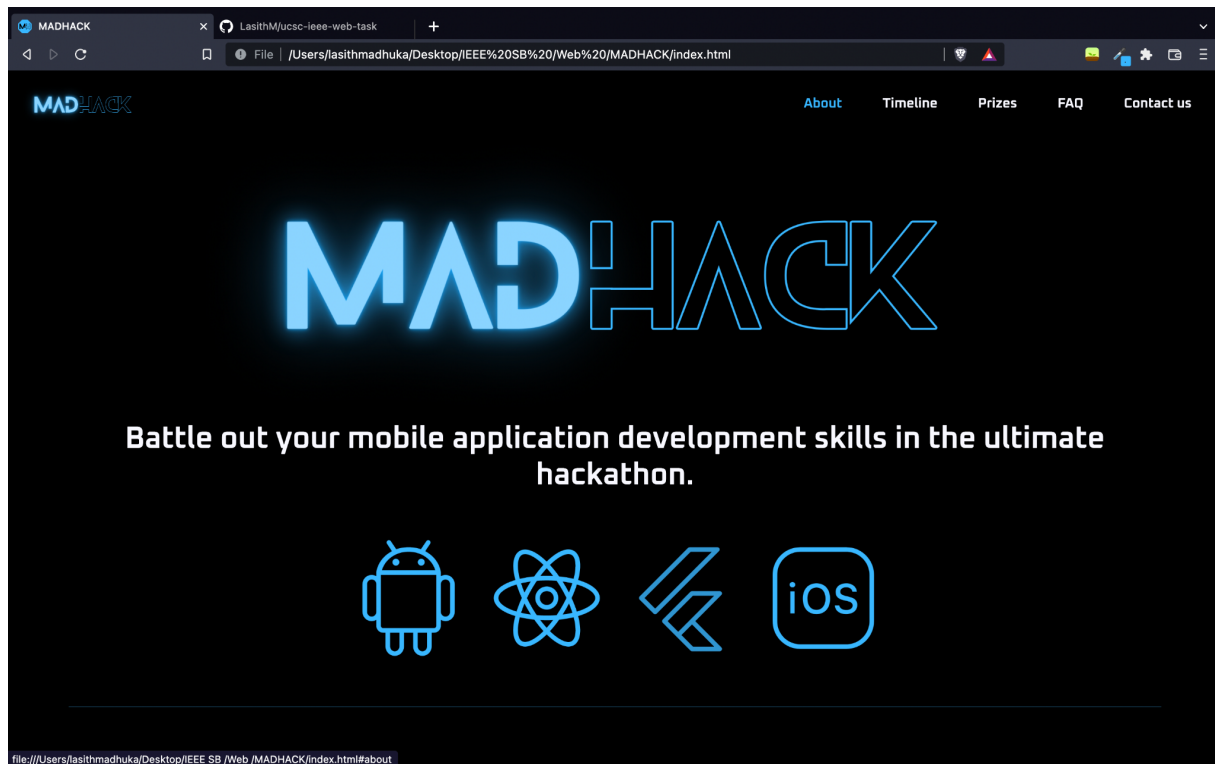 MADHACK
LasithM/ucsc-ieee-web-task
File | /Users/lasithmadhuka/Desktop/IEEE%20SB%20/Web%20/MADHACK/index.html
MADHACK About Timeline Prizes FAQ Contact us
MADHACK
Battle out your mobile application development skills in the ultimate
hackathon.
iOS
file:///Users/lasithmadhuka/Desktop/IEEE SB /Web /MADHACK/index.html#about